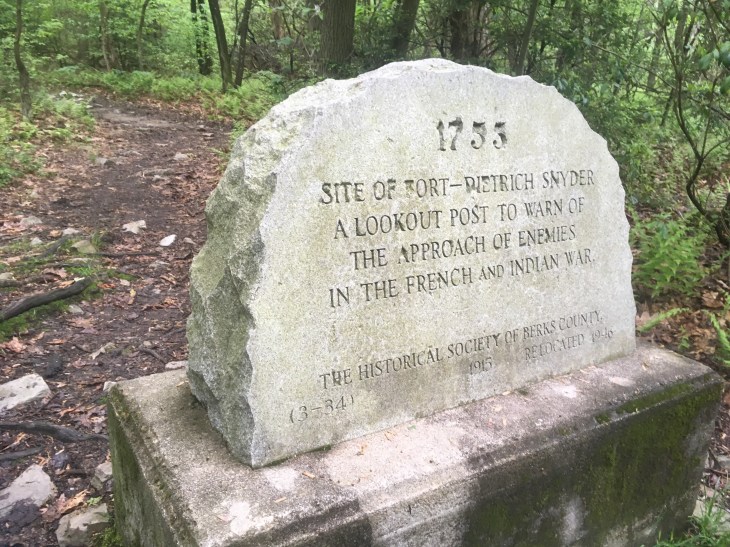 1755
SITE OF FORT-DIETRICH SNYDER
A LOOKOUT POST TO WARN OF
THE APPROACH OF ENEMIES
IN THE FRENCH AND INDIAN WAR.
THE HISTORICAL SOCIETY OF BERKS COUNTY,
(3-34) 1915 RELOCATED 1996